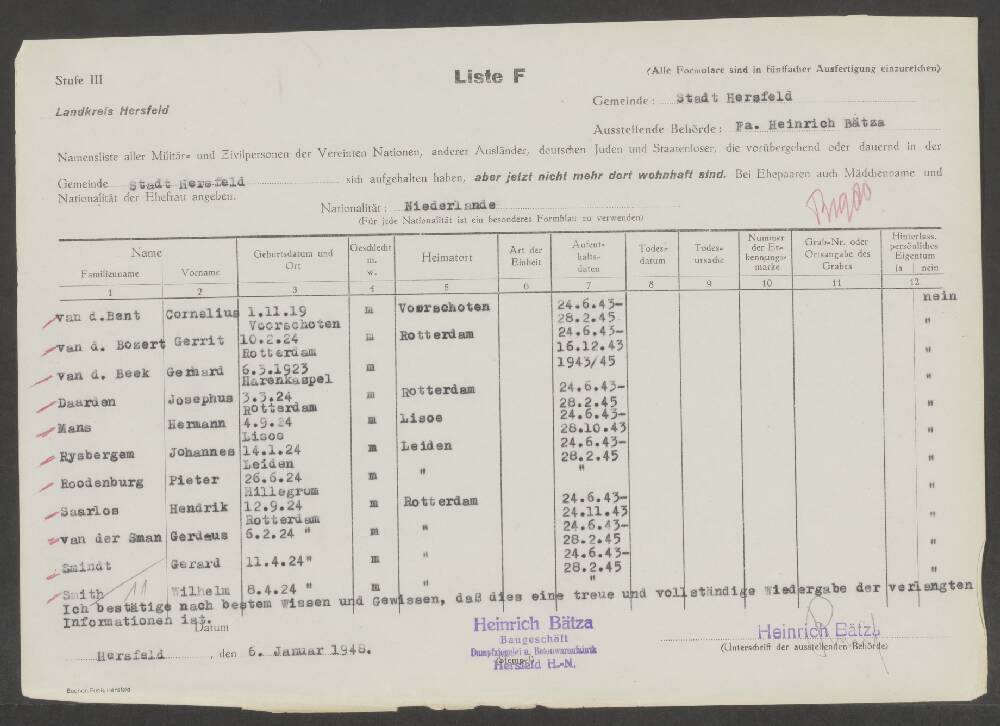 Stufe III
Liste F
(Alle Formulare sind in fünffacher Ausfertigung einzureichen)
Landkreis Hersfeld
Gemeinde: Stadt Hersfeld
Ausstellende Behörde: Fa. Heinrich Bätza
Namensliste aller Militär- und Zivilpersonen der Vereinten Nationen, anderer Ausländer, deutschen Juden und Staatenloser, die vorübergehend oder dauernd in der
Gemeinde Stadt Hersfeld sich aufgehalten haben, aber jetzt nicht mehr dort wohnhaft sind. Bei Ehepaaren auch Mädchenname und
Nationalität der Ehefrau angeben.
Nationalität: Niederlande
(Für jede Nationalität ist ein besonderes Formblatt zu verwenden)
Name Geburtsdatum und Ort Geschlecht m. w. Heimatort Art der Einheit Aufenthaltsdaten Todesdatum Todesursache Nummer der Erkennungsmarke Grab-Nr. oder Ortsangabe des Grabes Hinterlass. persönliches Eigentum
Familienname Vorname ja nein
1 2 3 4 5 6 7 8 9 10 11 12
van d.Bent Cornelius 1.11.19 m Voorschoten 24.6.43- nein
Voorschoten 28.2.45
van d. Bozert Gerrit 10.2.24 m Rotterdam 24.6.43- "
Rotterdam 16.12.43
van d. Beek Gerhard 6.3.1923 m 1943/45 "
Harenkaspel
Daarden Josephus 3.3.24 m Rotterdam 24.6.43- "
Rotterdam 28.2.45
Mans Hermann 4.9.24 m Lisoe 24.6.43- "
Lisoe 28.10.43
Rysbergem Johannes 14.1.24 m Leiden 24.6.43- "
Leiden 28.2.45
Roodenburg Pieter 26.6.24 m " " "
Hillegrom
Saarlos Hendrik 12.9.24 m Rotterdam 24.6.43- "
Rotterdam 24.11.43
van der Sman Gerdeus 6.2.24 " m " 24.6.43- "
28.2.45
Smindt Gerard 11.4.24" m " 24.6.43- "
28.2.45
Smith Wilhelm 8.4.24 " m " " "
11
Ich bestätige nach bestem Wissen und Gewissen, daß dies eine treue und vollständige Wiedergabe der verlangten
Informationen ist.
Datum
Hersfeld, den 6. Januar 1948.
Heinrich Bätza
Baugeschäft
Dampfziegelei u. Betonwarenfabrik
(Stempel)
Hersfeld H.-N.
Heinrich Bätza
(Unterschrift der ausstellenden Behörde)